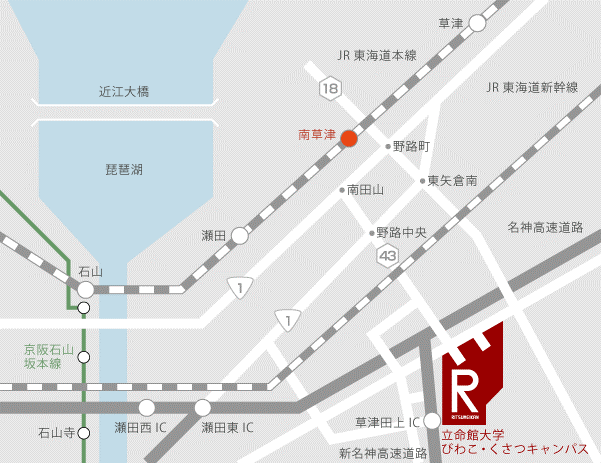 草津
JR 東海道本線
JR 東海道新幹線
18
近江大橋
南草津
野路町
琵琶湖
東矢倉南
南田山
野路中央
名神高速道路
瀬田
43
石山
1
1
京阪石山
坂本線
R
RITSUMEIKAN
石山寺
瀬田西 IC
瀬田東 IC
草津田上 IC
立命館大学
びわこ・くさつキャンパス
新名神高速道路